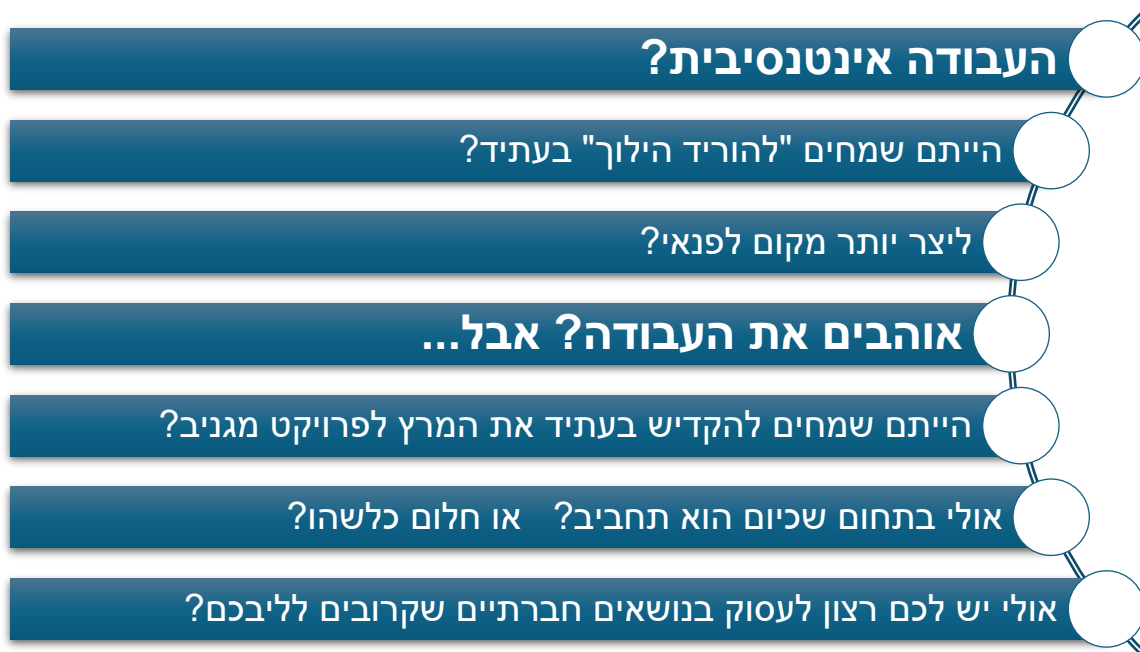 העבודה אינטנסיבית?
הייתם שמחים "להוריד הילוך" בעתיד?
ליצר יותר מקום לפנאי?
אוהבים את העבודה? אבל...
הייתם שמחים להקדיש בעתיד את המרץ לפרויקט מגניב?
אולי בתחום שכיום הוא תחביב? או חלום כלשהו?
אולי יש לכם רצון לעסוק בנושאים חברתיים שקרובים לליבכם?